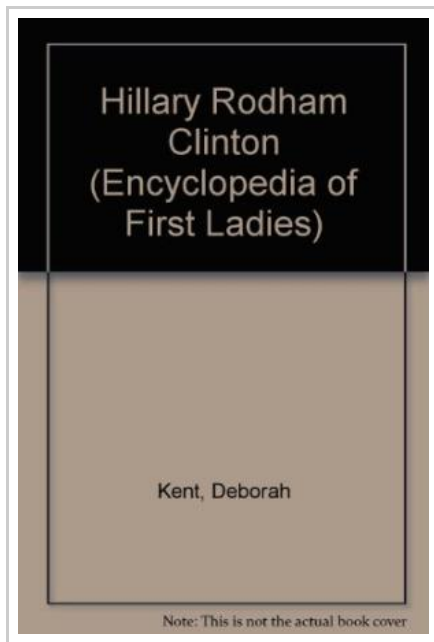 Hillary Rodham
Clinton
(Encyclopedia of
First Ladies)
Kent, Deborah
Note: This is not the actual book cover